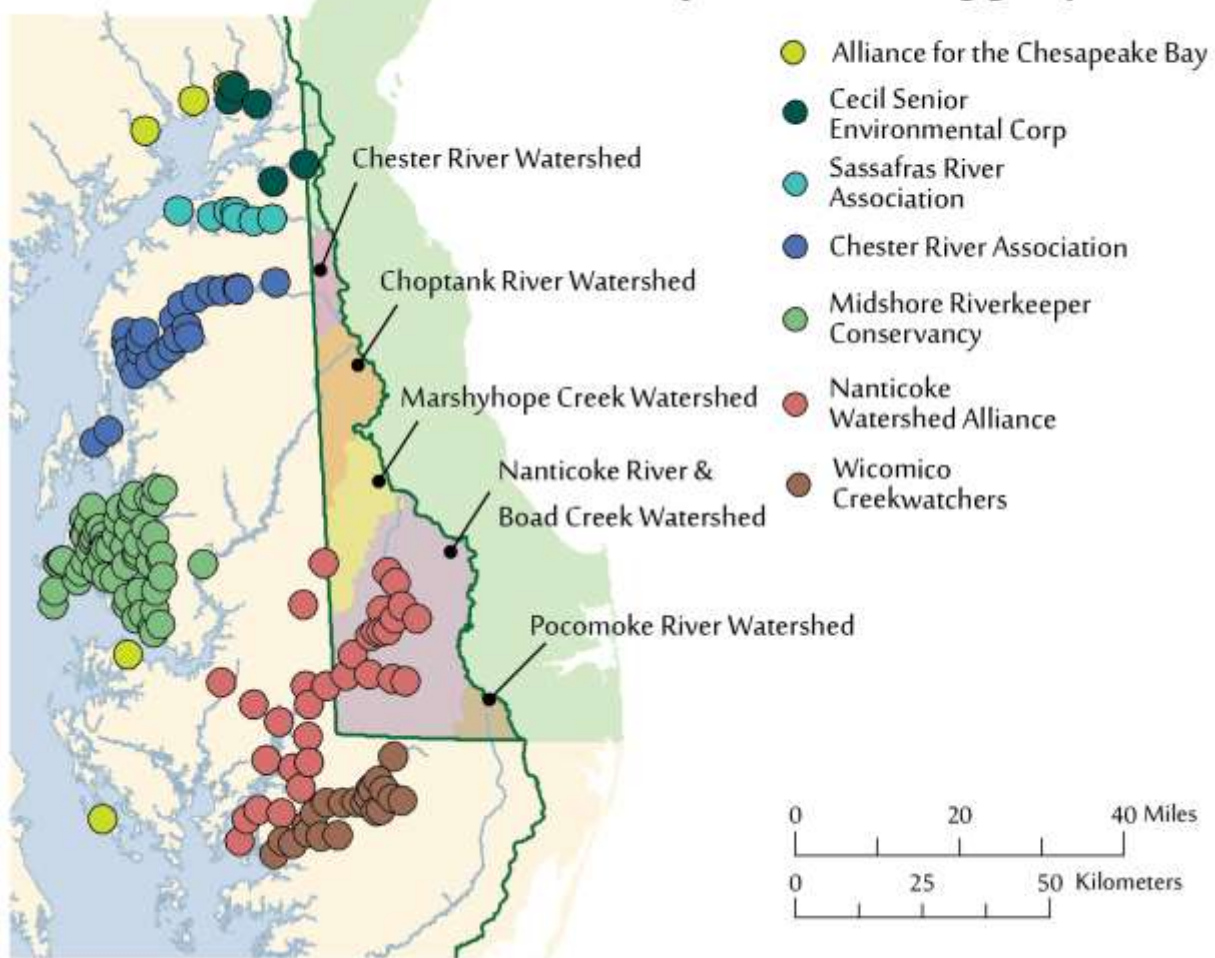 Alliance for the Chesapeake Bay
Cecil Senior
Environmental Corp
Sassafras River
Association
Chester River Association
Midshore Riverkeeper
Conservancy
Nanticoke
Watershed Alliance
Wicomico
Creekwatchers
Chester River Watershed
Choptank River Watershed
Marshyhope Creek Watershed
Nanticoke River &
Boad Creek Watershed
Pocomoke River Watershed
0 20 40 Miles
0 25 50 Kilometers